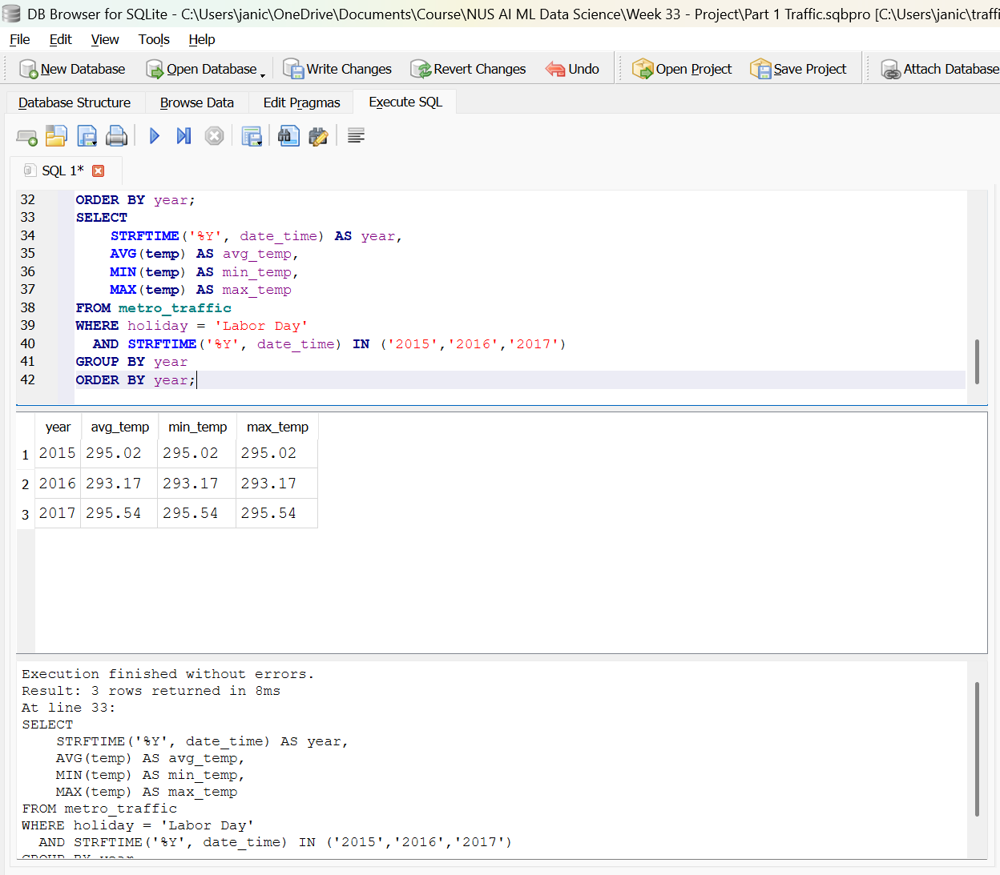 DB Browser for SQLite - C:\Users\janic\OneDrive\Documents\Course\NUS AI ML Data Science\Week 33 - Project\Part 1 Traffic.sqbpro [C:\Users\janic\traffi
File Edit View Tools Help
New Database Open Database Write Changes Revert Changes Undo Open Project Save Project Attach Database
Database Structure Browse Data Edit Pragmas Execute SQL
SQL 1*
32 ORDER BY year;
33 SELECT
34     STRFTIME('%Y', date_time) AS year,
35     AVG(temp) AS avg_temp,
36     MIN(temp) AS min_temp,
37     MAX(temp) AS max_temp
38 FROM metro_traffic
39 WHERE holiday = 'Labor Day'
40   AND STRFTIME('%Y', date_time) IN ('2015','2016','2017')
41 GROUP BY year
42 ORDER BY year;
year avg_temp min_temp max_temp
1 2015 295.02 295.02 295.02
2 2016 293.17 293.17 293.17
3 2017 295.54 295.54 295.54
Execution finished without errors.
Result: 3 rows returned in 8ms
At line 33:
SELECT
    STRFTIME('%Y', date_time) AS year,
    AVG(temp) AS avg_temp,
    MIN(temp) AS min_temp,
    MAX(temp) AS max_temp
FROM metro_traffic
WHERE holiday = 'Labor Day'
  AND STRFTIME('%Y', date_time) IN ('2015','2016','2017')
GROUP BY year